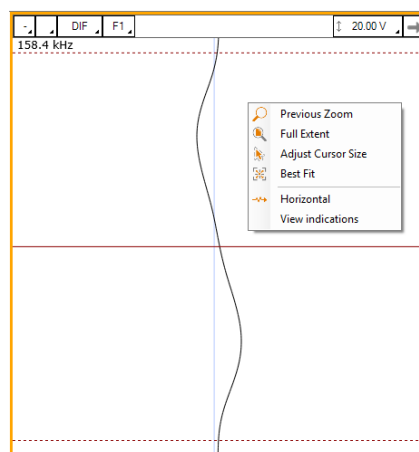 - DIF F1 20.00 V
158.4 kHz
Previous Zoom
Full Extent
Adjust Cursor Size
Best Fit
Horizontal
View indications